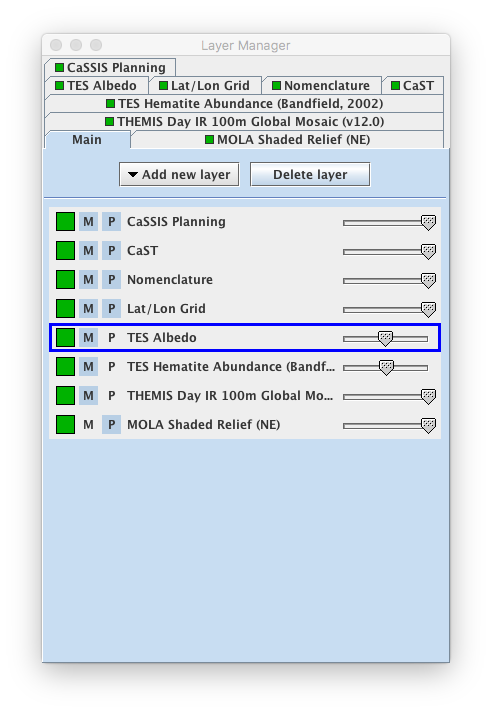 Layer Manager
CaSSIS Planning
TES Albedo Lat/Lon Grid Nomenclature CaST
TES Hematite Abundance (Bandfield, 2002)
THEMIS Day IR 100m Global Mosaic (v12.0)
Main MOLA Shaded Relief (NE)
Add new layer Delete layer
M P CaSSIS Planning
M P CaST
M P Nomenclature
M P Lat/Lon Grid
M P TES Albedo
M P TES Hematite Abundance (Bandf...
M P THEMIS Day IR 100m Global Mo...
M P MOLA Shaded Relief (NE)